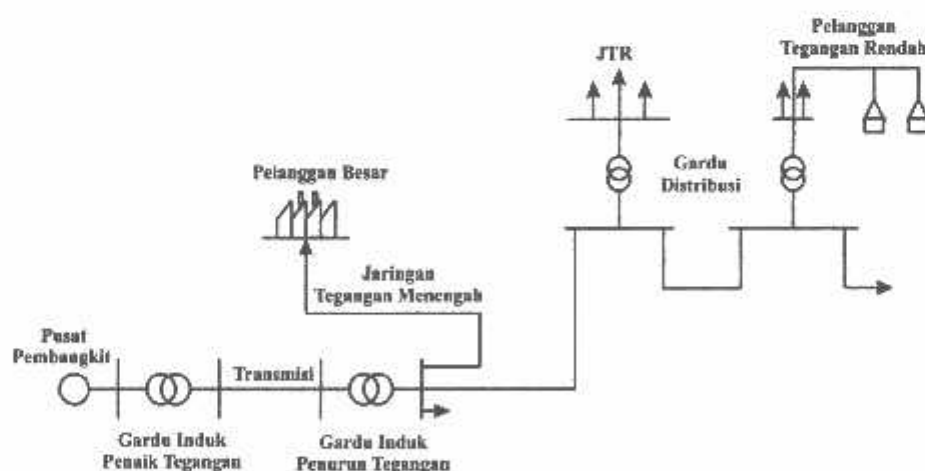 Pelanggan
Tegangan Rendah
JTR
Gardu
Distribusi
Pelanggan Besar
Jaringan
Tegangan Menengah
Pusat
Pembangkit
Transmisi
Gardu Induk
Penaik Tegangan
Gardu Induk
Penurun Tegangan